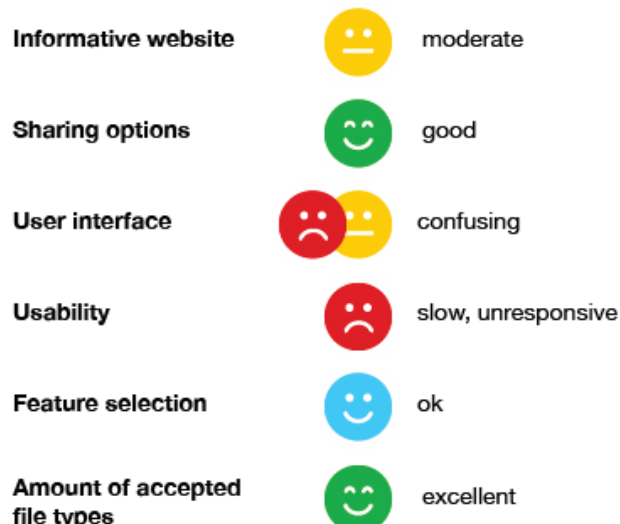 Informative website moderate
Sharing options good
User interface confusing
Usability slow, unresponsive
Feature selection ok
Amount of accepted
file types excellent